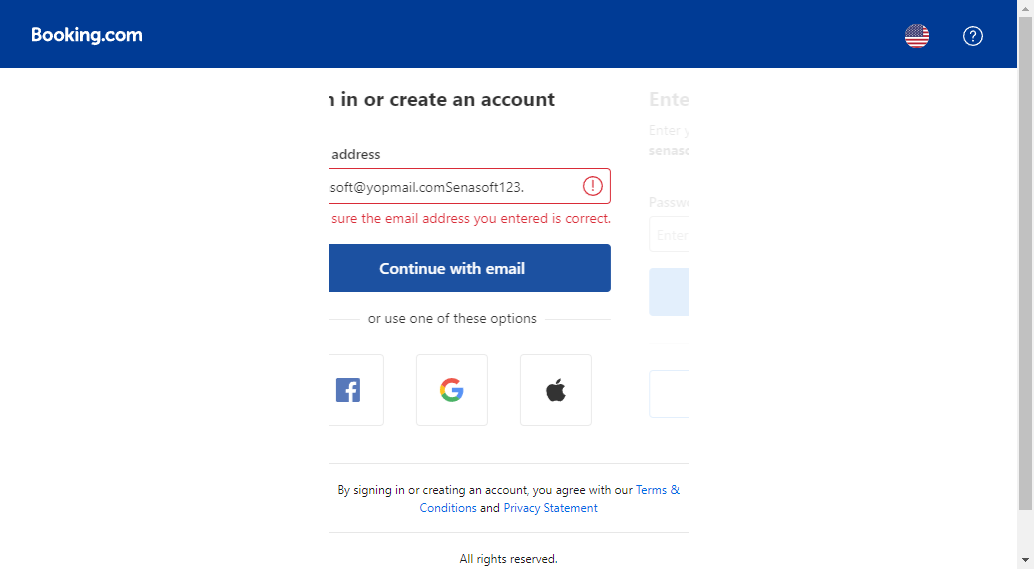 Booking.com
n in or create an account
Ente
Enter y
senaso
address
soft@yopmail.comSenasoft123.
sure the email address you entered is correct.
Passwo
Enter
Continue with email
or use one of these options
By signing in or creating an account, you agree with our Terms &
Conditions and Privacy Statement
All rights reserved.